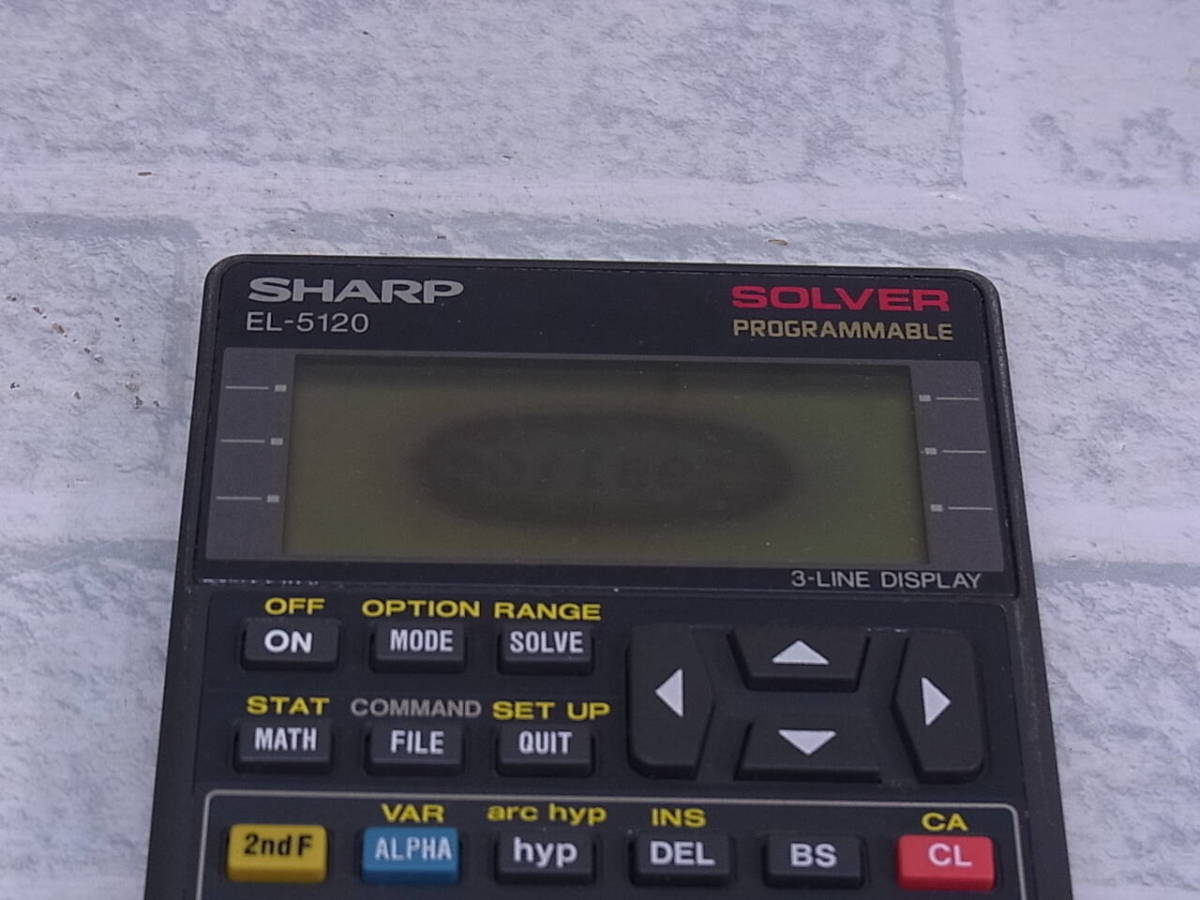 SHARP
EL-5120
SOLVER
PROGRAMMABLE
3-LINE DISPLAY
OFF OPTION RANGE
ON MODE SOLVE
STAT COMMAND SET UP
MATH FILE QUIT
VAR arc hyp INS CA
2ndF ALPHA hyp DEL BS CL